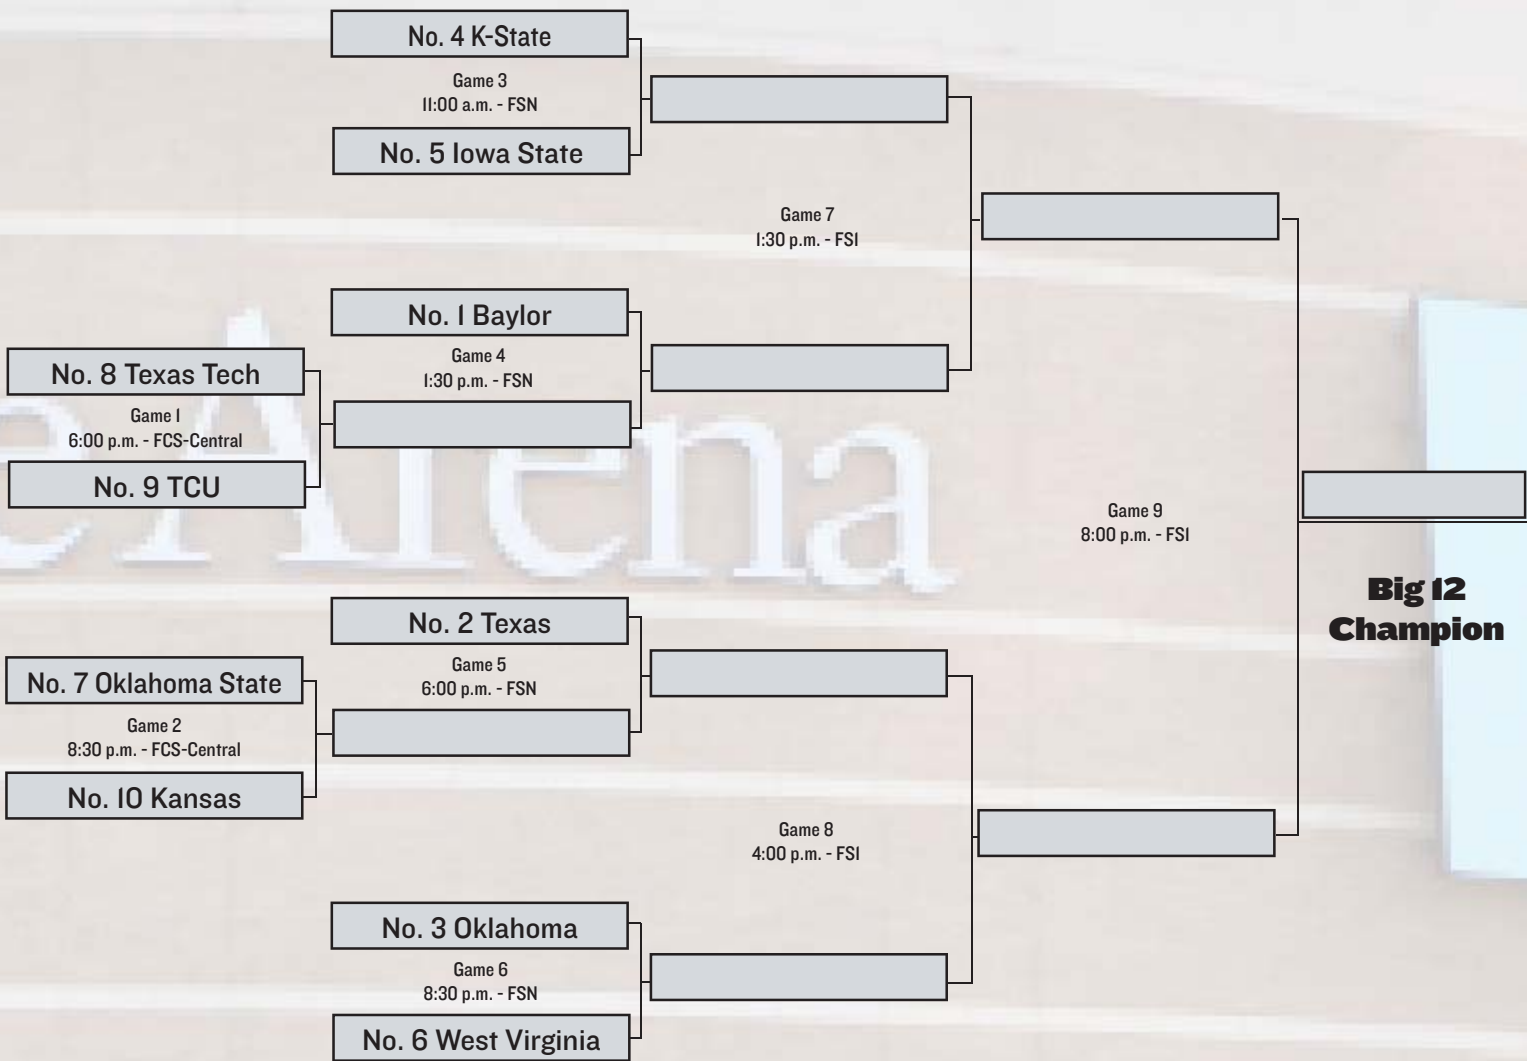 No. 4 K-State
Game 3
11:00 a.m. - FSN
No. 5 Iowa State
Game 7
1:30 p.m. - FS1
No. 1 Baylor
Game 4
1:30 p.m. - FSN
No. 8 Texas Tech
Game 1
6:00 p.m. - FCS-Central
No. 9 TCU
e Arena
Game 9
8:00 p.m. - FS1
Big 12
Champion
No. 2 Texas
Game 5
6:00 p.m. - FSN
No. 7 Oklahoma State
Game 2
8:30 p.m. - FCS-Central
No. 10 Kansas
Game 8
4:00 p.m. - FS1
No. 3 Oklahoma
Game 6
8:30 p.m. - FSN
No. 6 West Virginia